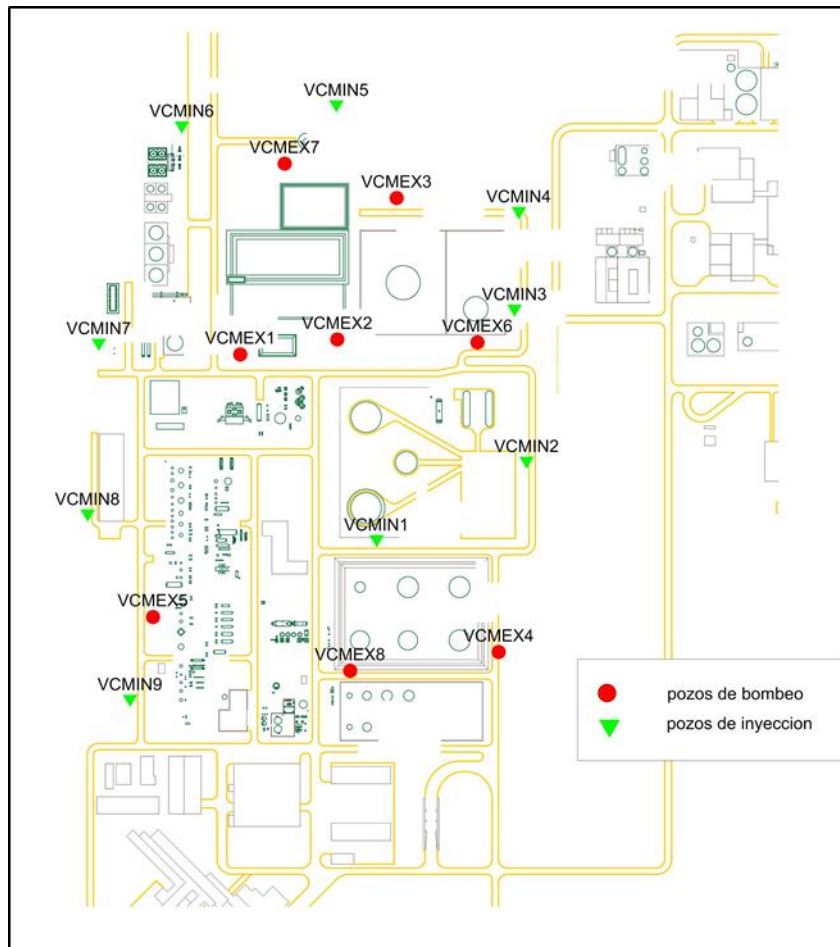 VCMIN5
VCMIN6
VCMEX7
VCMEX3
VCMIN4
VCMIN3
VCMEX2
VCMEX6
VCMEX1
VCMIN7
VCMIN2
VCMIN8
VCMIN1
VCMEX5
VCMEX4
VCMEX8
VCMIN9
pozos de bombeo
pozos de inyeccion